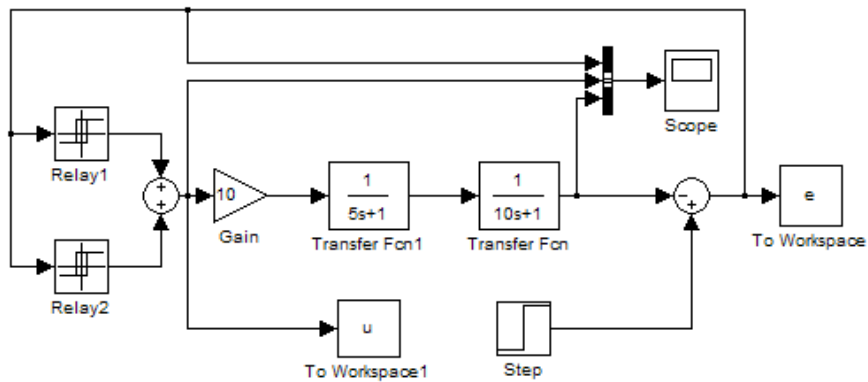 Scope
Relay1
+
+
10
Gain
1
5s+1
Transfer Fcn1
1
10s+1
Transfer Fcn
-
+
e
To Workspace
Relay2
u
To Workspace1
Step